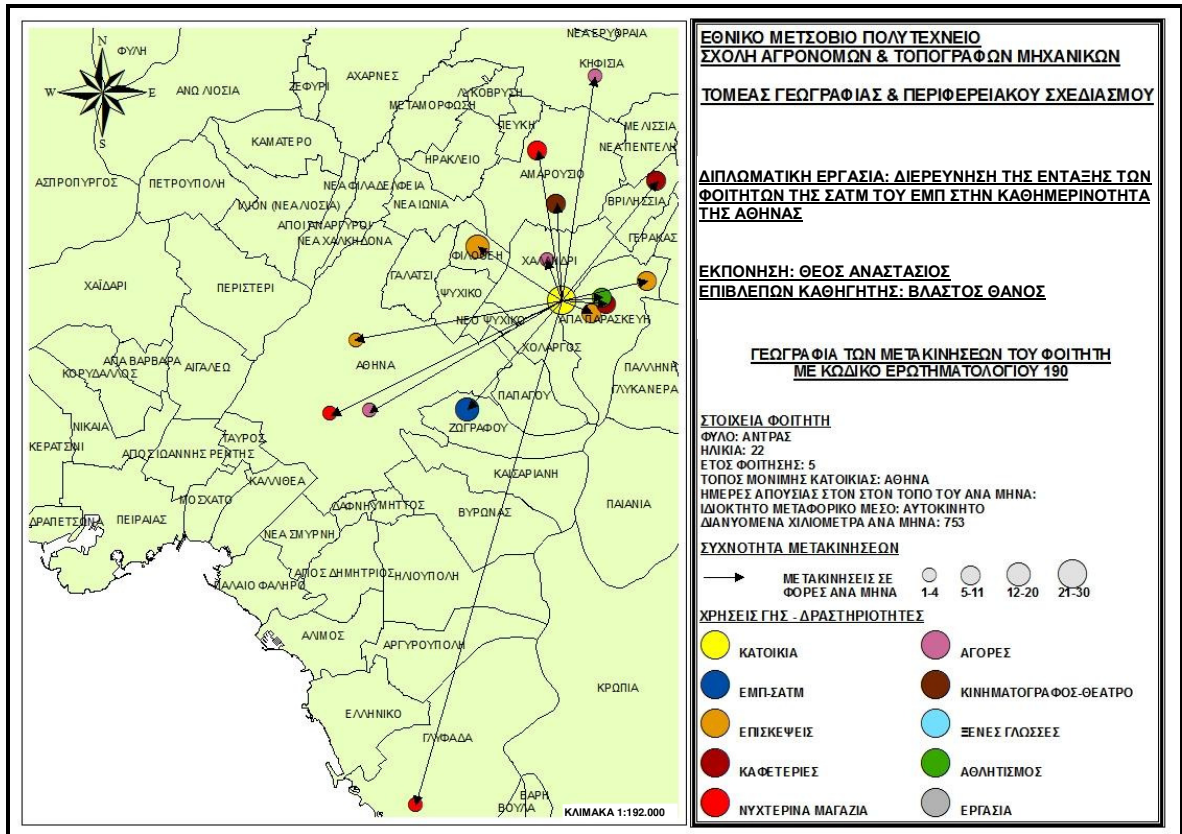 N
W
E
S
ΦΥΛΗ
ΝΕΑ ΕΡΥΘΡΑΙΑ
ΚΗΦΙΣΙΑ
ΑΧΑΡΝΕΣ
ΖΕΦΥΡΙ
ΑΝΩ ΛΙΟΣΙΑ
ΛΥΚΟΒΡΥΣΗ
ΜΕΤΑΜΟΡΦΩΣΗ
ΠΕΥΚΗ
ΜΕΛΙΣΣΙΑ
ΚΑΜΑΤΕΡΟ
ΝΕΑ ΠΕΝΤΕΛΗ
ΗΡΑΚΛΕΙΟ
ΑΜΑΡΟΥΣΙΟ
ΑΣΠΡΟΠΥΡΓΟΣ
ΠΕΤΡΟΥΠΟΛΗ
ΝΕΑ ΦΙΛΑΔΕΛΦΕΙΑ
ΒΡΙΛΗΣΣΙΑ
ΙΛΙΟΝ (ΝΕΑ ΛΙΟΣΙΑ)
ΝΕΑ ΙΩΝΙΑ
ΑΓΙΟΙ ΑΝΑΡΓΥΡΟΙ
ΝΕΑ ΧΑΛΚΗΔΟΝΑ
ΓΕΡΑΚΑΣ
ΦΙΛΟΘΕΗ
ΧΑΛΑΝΔΡΙ
ΓΑΛΑΤΣΙ
ΧΑΪΔΑΡΙ
ΠΕΡΙΣΤΕΡΙ
ΨΥΧΙΚΟ
ΝΕΟ ΨΥΧΙΚΟ
ΑΓΙΑ ΠΑΡΑΣΚΕΥΗ
ΧΟΛΑΡΓΟΣ
ΑΓΙΑ ΒΑΡΒΑΡΑ
ΚΟΡΥΔΑΛΛΟΣ
ΑΙΓΑΛΕΩ
ΑΘΗΝΑ
ΠΑΛΛΗΝΗ
ΓΛΥΚΑ ΝΕΡΑ
ΠΑΠΑΓΟΥ
ΝΙΚΑΙΑ
ΖΩΓΡΑΦΟΥ
ΚΕΡΑΤΣΙΝΙ
ΤΑΥΡΟΣ
ΑΓΙΟΣ ΙΩΑΝΝΗΣ ΡΕΝΤΗΣ
ΚΑΙΣΑΡΙΑΝΗ
ΚΑΛΛΙΘΕΑ
ΜΟΣΧΑΤΟ
ΔΑΦΝΗ
ΥΜΗΤΤΟΣ
ΒΥΡΩΝΑΣ
ΠΑΙΑΝΙΑ
ΔΡΑΠΕΤΣΩΝΑ
ΠΕΙΡΑΙΑΣ
ΝΕΑ ΣΜΥΡΝΗ
ΑΓΙΟΣ ΔΗΜΗΤΡΙΟΣ
ΗΛΙΟΥΠΟΛΗ
ΠΑΛΑΙΟ ΦΑΛΗΡΟ
ΑΛΙΜΟΣ
ΑΡΓΥΡΟΥΠΟΛΗ
ΚΡΩΠΙΑ
ΕΛΛΗΝΙΚΟ
ΓΛΥΦΑΔΑ
ΒΑΡΗ
ΒΟΥΛΑ
ΚΛΙΜΑΚΑ 1:192.000
ΕΘΝΙΚΟ ΜΕΤΣΟΒΙΟ ΠΟΛΥΤΕΧΝΕΙΟ
ΣΧΟΛΗ ΑΓΡΟΝΟΜΩΝ & ΤΟΠΟΓΡΑΦΩΝ ΜΗΧΑΝΙΚΩΝ
ΤΟΜΕΑΣ ΓΕΩΓΡΑΦΙΑΣ & ΠΕΡΙΦΕΡΕΙΑΚΟΥ ΣΧΕΔΙΑΣΜΟΥ
ΔΙΠΛΩΜΑΤΙΚΗ ΕΡΓΑΣΙΑ: ΔΙΕΡΕΥΝΗΣΗ ΤΗΣ ΕΝΤΑΞΗΣ ΤΩΝ
ΦΟΙΤΗΤΩΝ ΤΗΣ ΣΑΤΜ ΤΟΥ ΕΜΠ ΣΤΗΝ ΚΑΘΗΜΕΡΙΝΟΤΗΤΑ
ΤΗΣ ΑΘΗΝΑΣ
ΕΚΠΟΝΗΣΗ: ΘΕΟΣ ΑΝΑΣΤΑΣΙΟΣ
ΕΠΙΒΛΕΠΩΝ ΚΑΘΗΓΗΤΗΣ: ΒΛΑΣΤΟΣ ΘΑΝΟΣ
ΓΕΩΓΡΑΦΙΑ ΤΩΝ ΜΕΤΑΚΙΝΗΣΕΩΝ ΤΟΥ ΦΟΙΤΗΤΗ
ΜΕ ΚΩΔΙΚΟ ΕΡΩΤΗΜΑΤΟΛΟΓΙΟΥ 190
ΣΤΟΙΧΕΙΑ ΦΟΙΤΗΤΗ
ΦΥΛΟ: ΑΝΤΡΑΣ
ΗΛΙΚΙΑ: 22
ΕΤΟΣ ΦΟΙΤΗΣΗΣ: 5
ΤΟΠΟΣ ΜΟΝΙΜΗΣ ΚΑΤΟΙΚΙΑΣ: ΑΘΗΝΑ
ΗΜΕΡΕΣ ΑΠΟΥΣΙΑΣ ΣΤΟΝ ΣΤΟΝ ΤΟΠΟ ΤΟΥ ΑΝΑ ΜΗΝΑ:
ΙΔΙΟΚΤΗΤΟ ΜΕΤΑΦΟΡΙΚΟ ΜΕΣΟ: ΑΥΤΟΚΙΝΗΤΟ
ΔΙΑΝΥΟΜΕΝΑ ΧΙΛΙΟΜΕΤΡΑ ΑΝΑ ΜΗΝΑ: 753
ΣΥΧΝΟΤΗΤΑ ΜΕΤΑΚΙΝΗΣΕΩΝ
ΜΕΤΑΚΙΝΗΣΕΙΣ ΣΕ
ΦΟΡΕΣ ΑΝΑ ΜΗΝΑ 1-4 5-11 12-20 21-30
ΧΡΗΣΕΙΣ ΓΗΣ - ΔΡΑΣΤΗΡΙΟΤΗΤΕΣ
ΚΑΤΟΙΚΙΑ ΑΓΟΡΕΣ
ΕΜΠ-ΣΑΤΜ ΚΙΝΗΜΑΤΟΓΡΑΦΟΣ-ΘΕΑΤΡΟ
ΕΠΙΣΚΕΨΕΙΣ ΞΕΝΕΣ ΓΛΩΣΣΕΣ
ΚΑΦΕΤΕΡΙΕΣ ΑΘΛΗΤΙΣΜΟΣ
ΝΥΧΤΕΡΙΝΑ ΜΑΓΑΖΙΑ ΕΡΓΑΣΙΑ